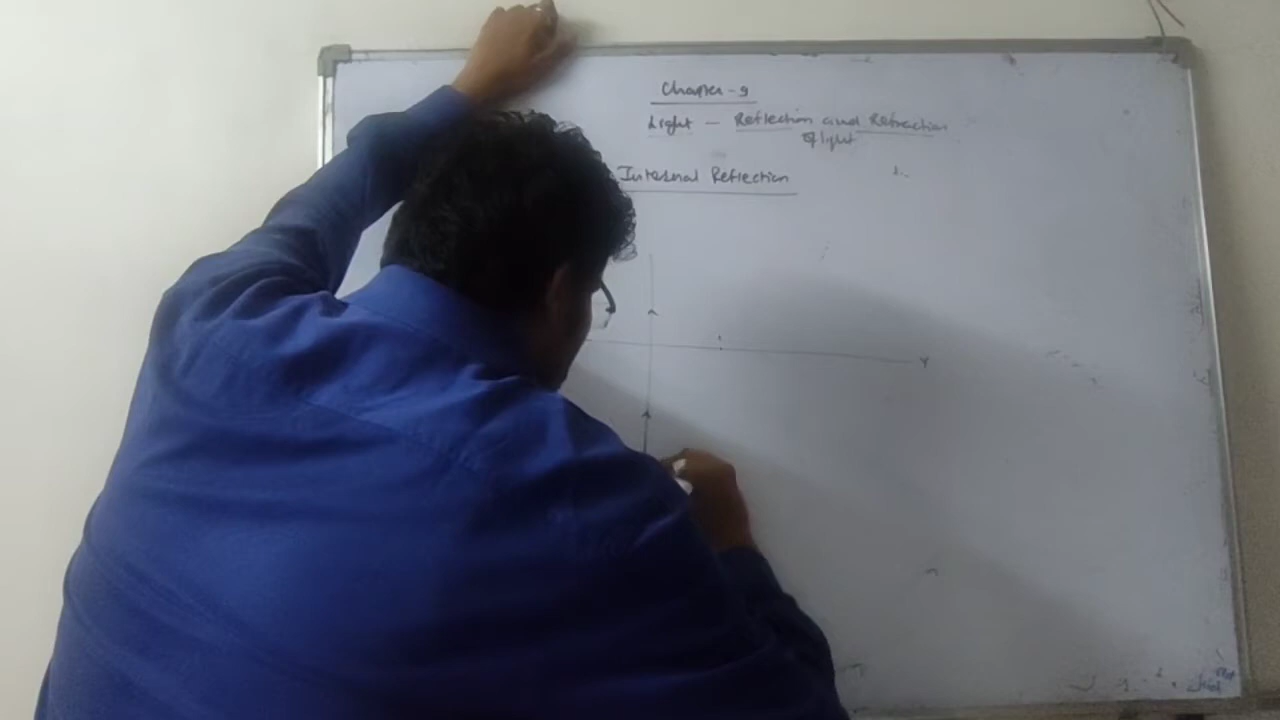 Chapter - 9
Light - Reflection and Refraction
of light
Internal Reflection
Y